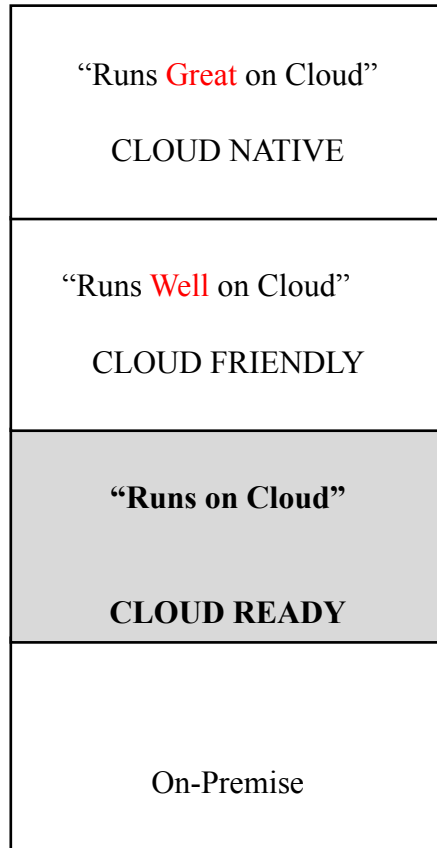 “Runs Great on Cloud”
CLOUD NATIVE
“Runs Well on Cloud”
CLOUD FRIENDLY
“Runs on Cloud”
CLOUD READY
On-Premise